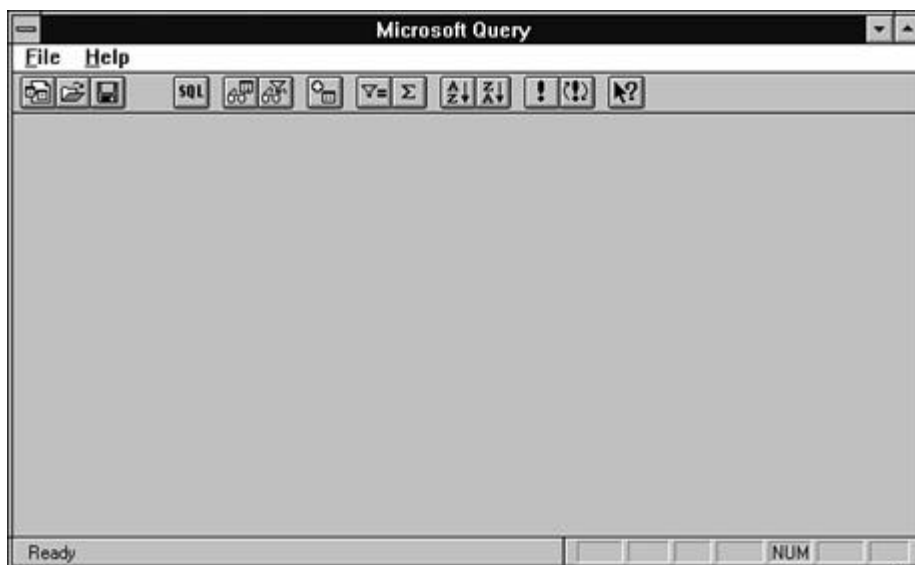 Microsoft Query
File Help
SQL Σ A Z Z A ! (!) ?
Ready NUM